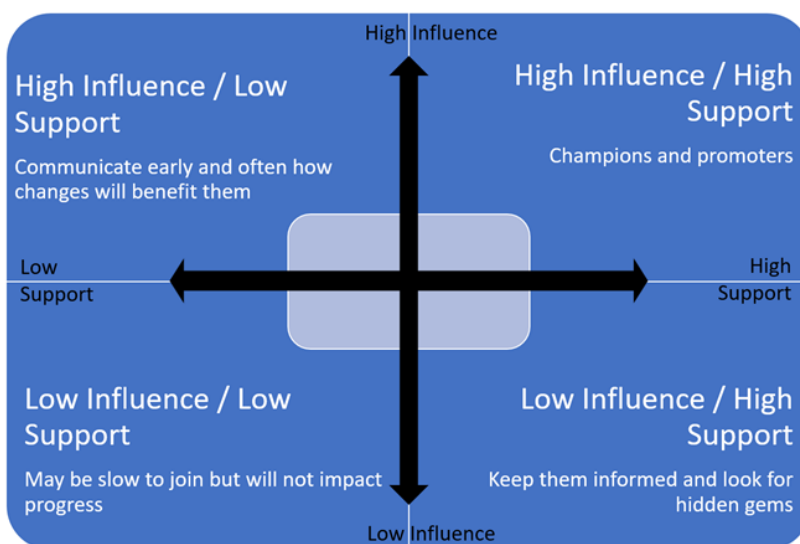 High Influence
High Influence / Low
Support
Communicate early and often how
changes will benefit them
High Influence / High
Support
Champions and promoters
Low
Support
High
Support
Low Influence / Low
Support
May be slow to join but will not impact
progress
Low Influence / High
Support
Keep them informed and look for
hidden gems
Low Influence